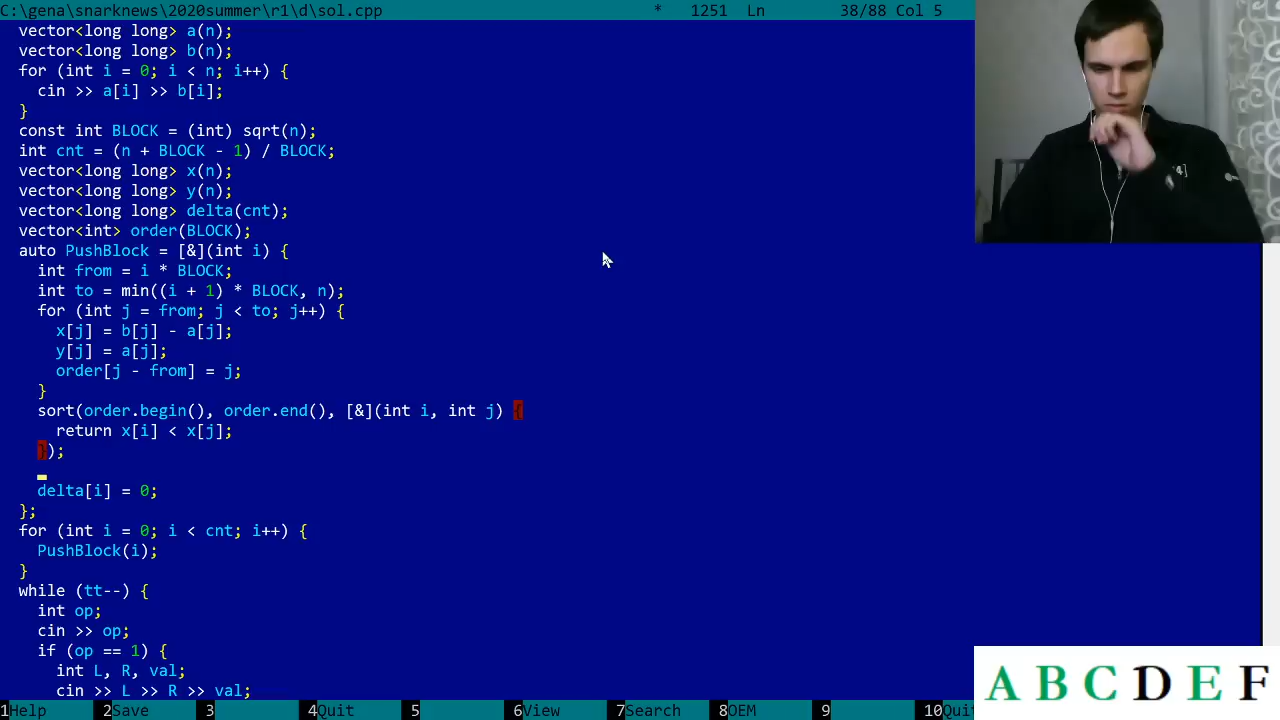 C:\gena\snarknews\2020summer\r1\d\sol.cpp * 1251 Ln 38/88 Col 5
vector<long long> a(n);
vector<long long> b(n);
for (int i = 0; i < n; i++) {
cin >> a[i] >> b[i];
}
const int BLOCK = (int) sqrt(n);
int cnt = (n + BLOCK - 1) / BLOCK;
vector<long long> x(n);
vector<long long> y(n);
vector<long long> delta(cnt);
vector<int> order(BLOCK);
auto PushBlock = [&](int i) {
int from = i * BLOCK;
int to = min((i + 1) * BLOCK, n);
for (int j = from; j < to; j++) {
x[j] = b[j] - a[j];
y[j] = a[j];
order[j - from] = j;
}
sort(order.begin(), order.end(), [&](int i, int j) {
return x[i] < x[j];
});
delta[i] = 0;
};
for (int i = 0; i < cnt; i++) {
PushBlock(i);
}
while (tt--) {
int op;
cin >> op;
if (op == 1) {
int L, R, val;
cin >> L >> R >> val;
1Help 2Save 3 4Quit 5 6View 7Search 8OEM 9 10Qui
A B C D E F